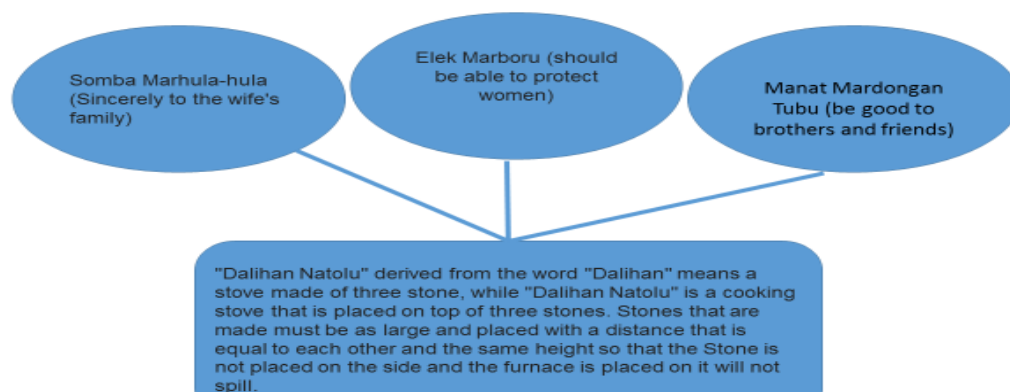 Somba Marhula-hula
(Sincerely to the wife's
family)
Elek Marboru (should
be able to protect
women)
Manat Mardongan
Tubu (be good to
brothers and friends)
"Dalihan Natolu" derived from the word "Dalihan" means a
stove made of three stone, while "Dalihan Natolu" is a cooking
stove that is placed on top of three stones. Stones that are
made must be as large and placed with a distance that is
equal to each other and the same height so that the Stone is
not placed on the side and the furnace is placed on it will not
spill.